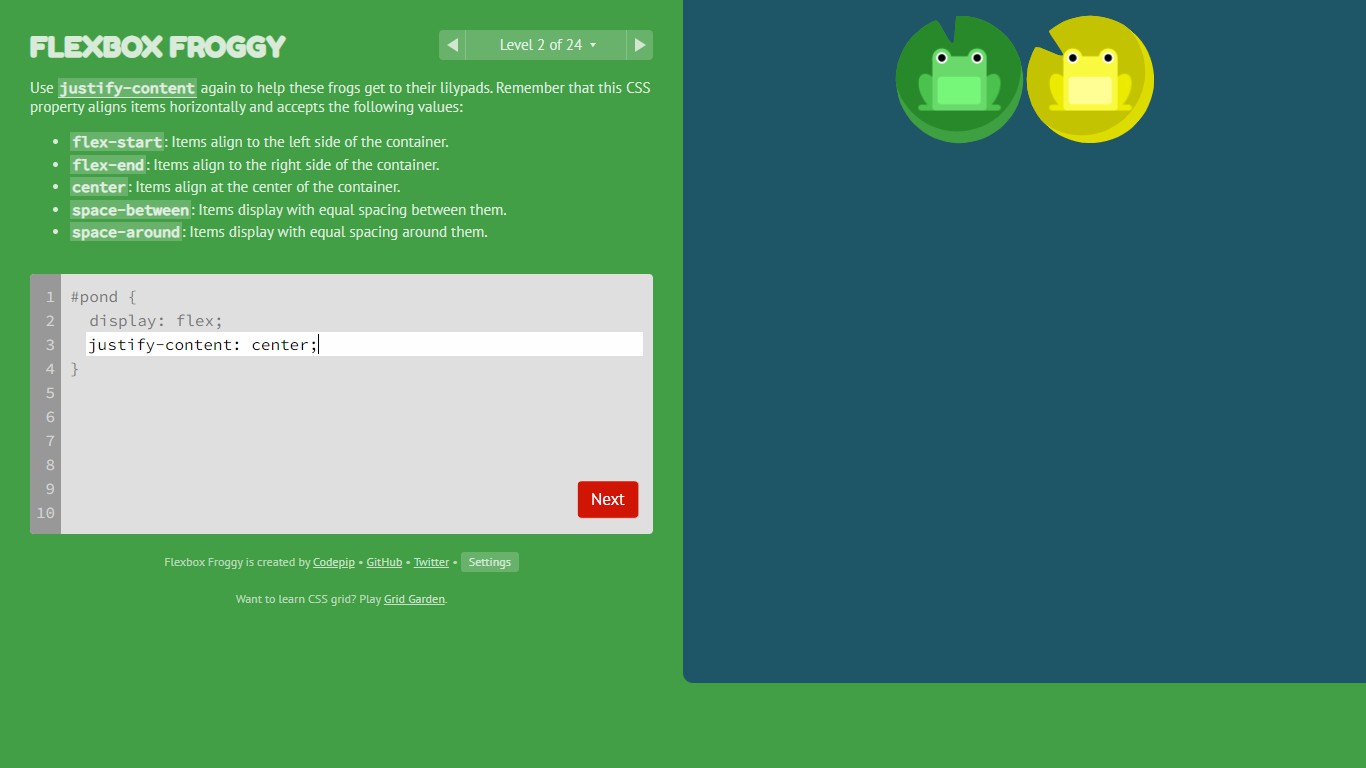 FLEXBOX FROGGY
Level 2 of 24
Use justify-content again to help these frogs get to their lilypads. Remember that this CSS
property aligns items horizontally and accepts the following values:
• flex-start: Items align to the left side of the container.
• flex-end: Items align to the right side of the container.
• center: Items align at the center of the container.
• space-between: Items display with equal spacing between them.
• space-around: Items display with equal spacing around them.
1 #pond {
2 display: flex;
3 justify-content: center;
4 }
5
6
7
8
9
10
Next
Flexbox Froggy is created by Codepip • GitHub • Twitter • Settings
Want to learn CSS grid? Play Grid Garden.